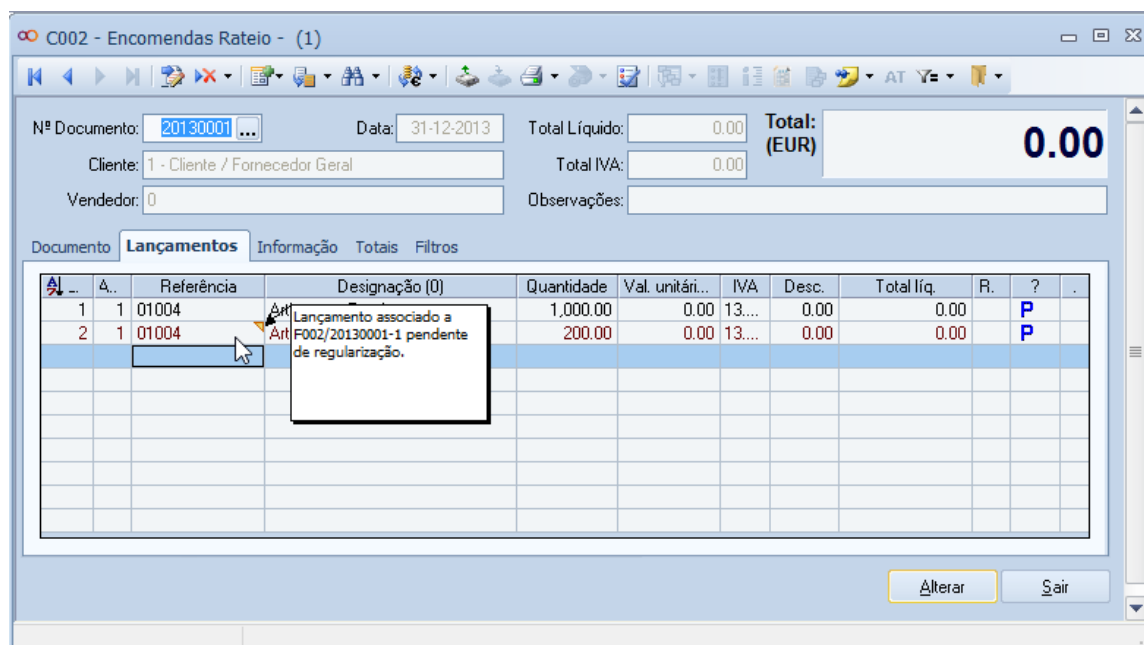 C002 - Encomendas Rateio - (1)
AT
Nº Documento: 20130001 ... Data: 31-12-2013 Total Líquido: 0.00 Total: (EUR) 0.00
Cliente: 1 - Cliente / Fornecedor Geral Total IVA: 0.00
Vendedor: 0 Observações:
Documento Lançamentos Informação Totais Filtros
... A.. Referência Designação (0) Quantidade Val. unitári... IVA Desc. Total líq. R. ? .
1 1 01004 Art 1,000.00 0.00 13.... 0.00 0.00 P
2 1 01004 Art 200.00 0.00 13.... 0.00 0.00 P
Lançamento associado a
F002/20130001-1 pendente
de regularização.
Alterar Sair